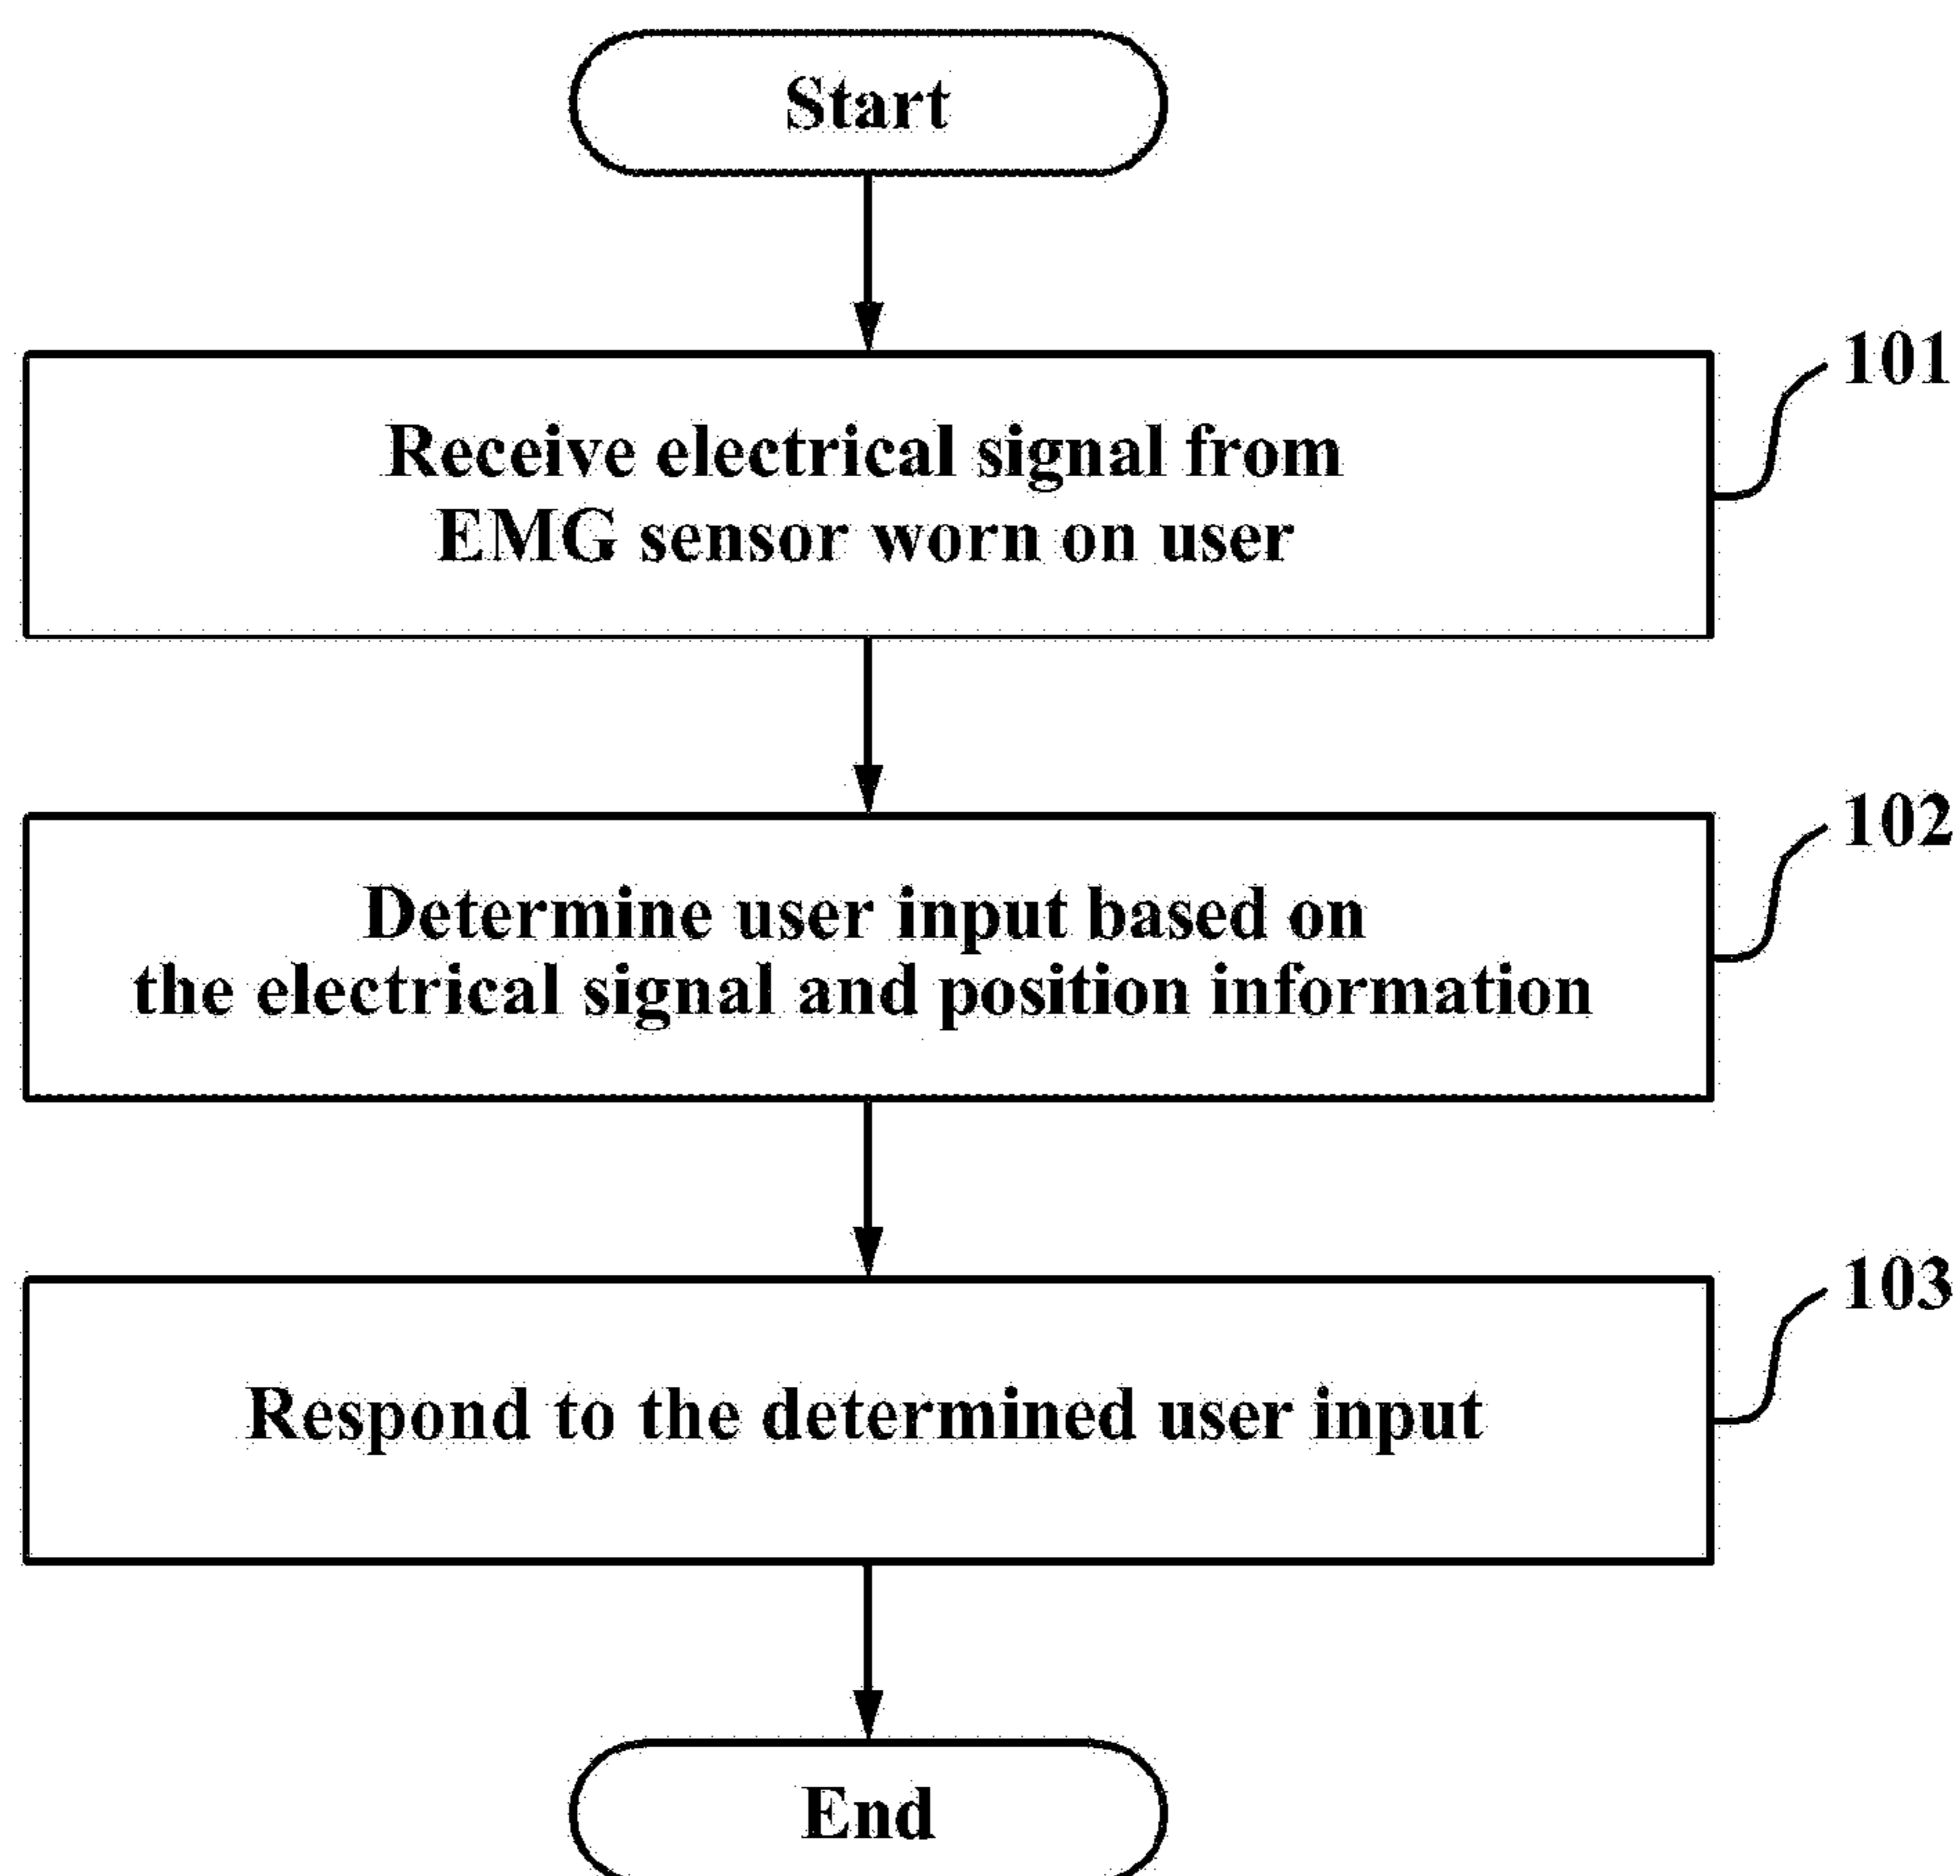 Start
101
Receive electrical signal from
EMG sensor worn on user
102
Determine user input based on
the electrical signal and position information
103
Respond to the determined user input
End